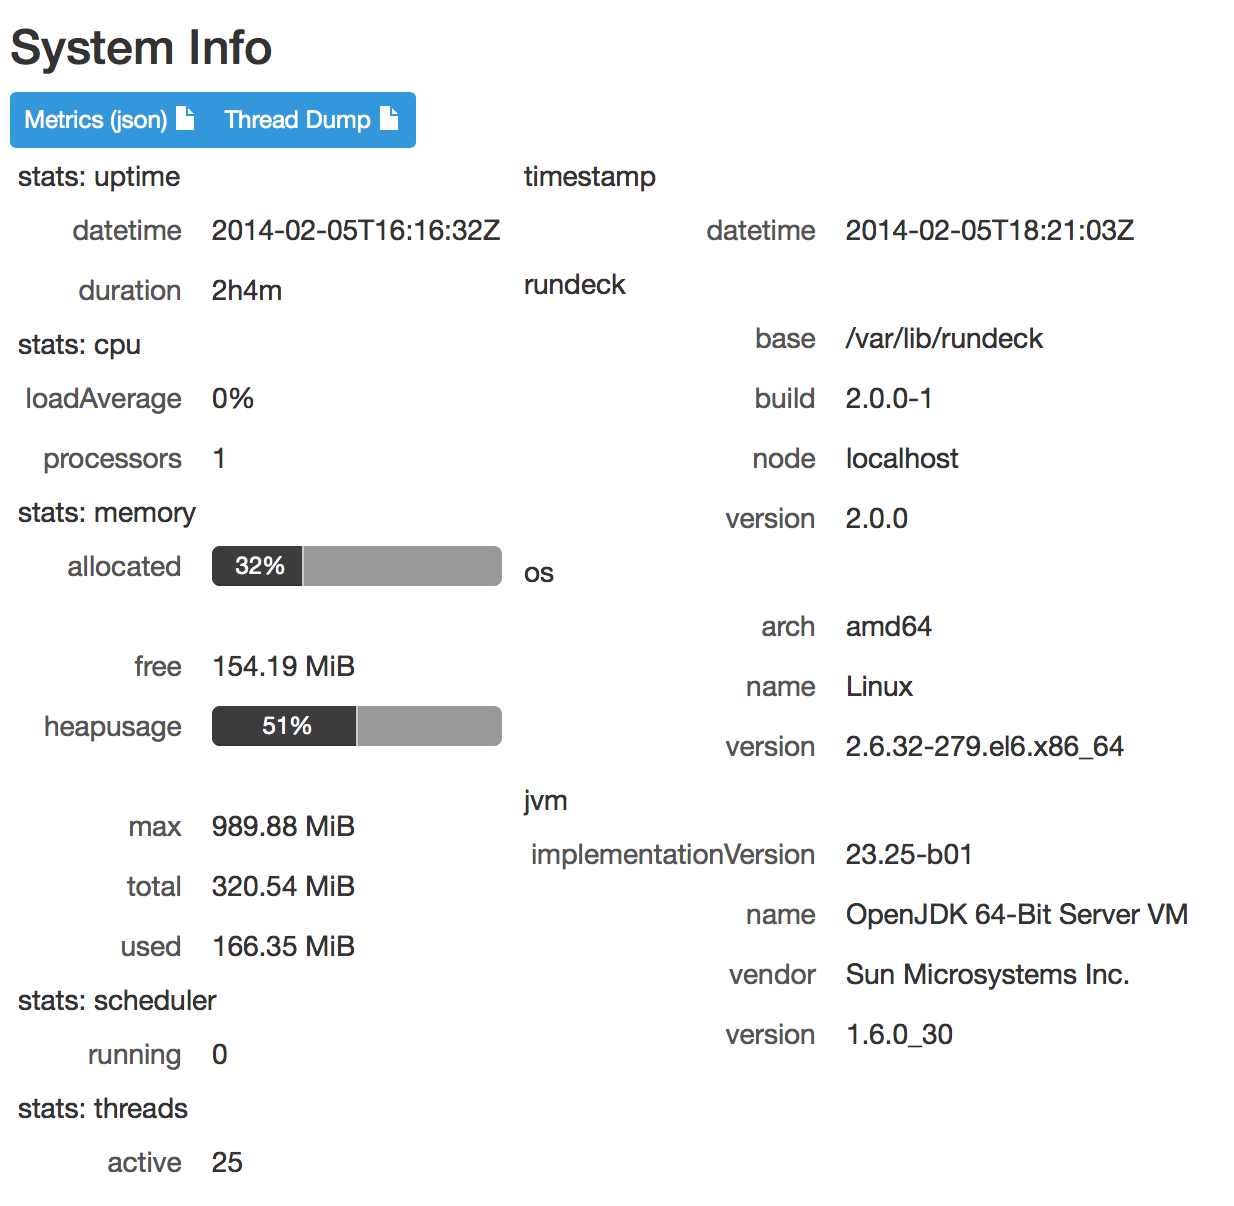 System Info
Metrics (json) Thread Dump
stats: uptime
datetime 2014-02-05T16:16:32Z
duration 2h4m
stats: cpu
loadAverage 0%
processors 1
stats: memory
allocated 32%
free 154.19 MiB
heapusage 51%
max 989.88 MiB
total 320.54 MiB
used 166.35 MiB
stats: scheduler
running 0
stats: threads
active 25
timestamp
datetime 2014-02-05T18:21:03Z
rundeck
base /var/lib/rundeck
build 2.0.0-1
node localhost
version 2.0.0
os
arch amd64
name Linux
version 2.6.32-279.el6.x86_64
jvm
implementationVersion 23.25-b01
name OpenJDK 64-Bit Server VM
vendor Sun Microsystems Inc.
version 1.6.0_30